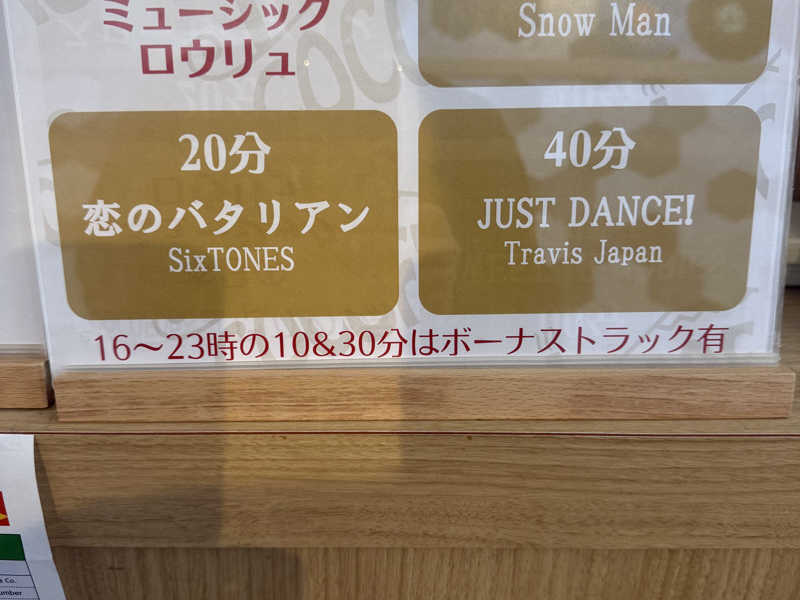 ミュージック
ロウリュ
Snow Man
20分
恋のバタリアン
SixTONES
40分
JUST DANCE!
Travis Japan
16～23時の10&30分はボーナストラック有
Co.